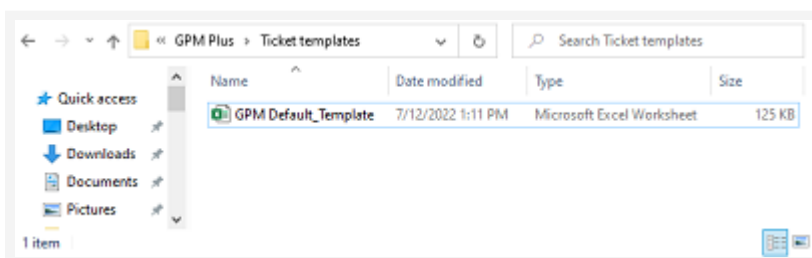 « GPM Plus > Ticket templates
Search Ticket templates
Name
Date modified
Type
Size
Quick access
Desktop
Downloads
Documents
Pictures
GPM Default_Template
7/12/2022 1:11 PM
Microsoft Excel Worksheet
125 KB
1 item